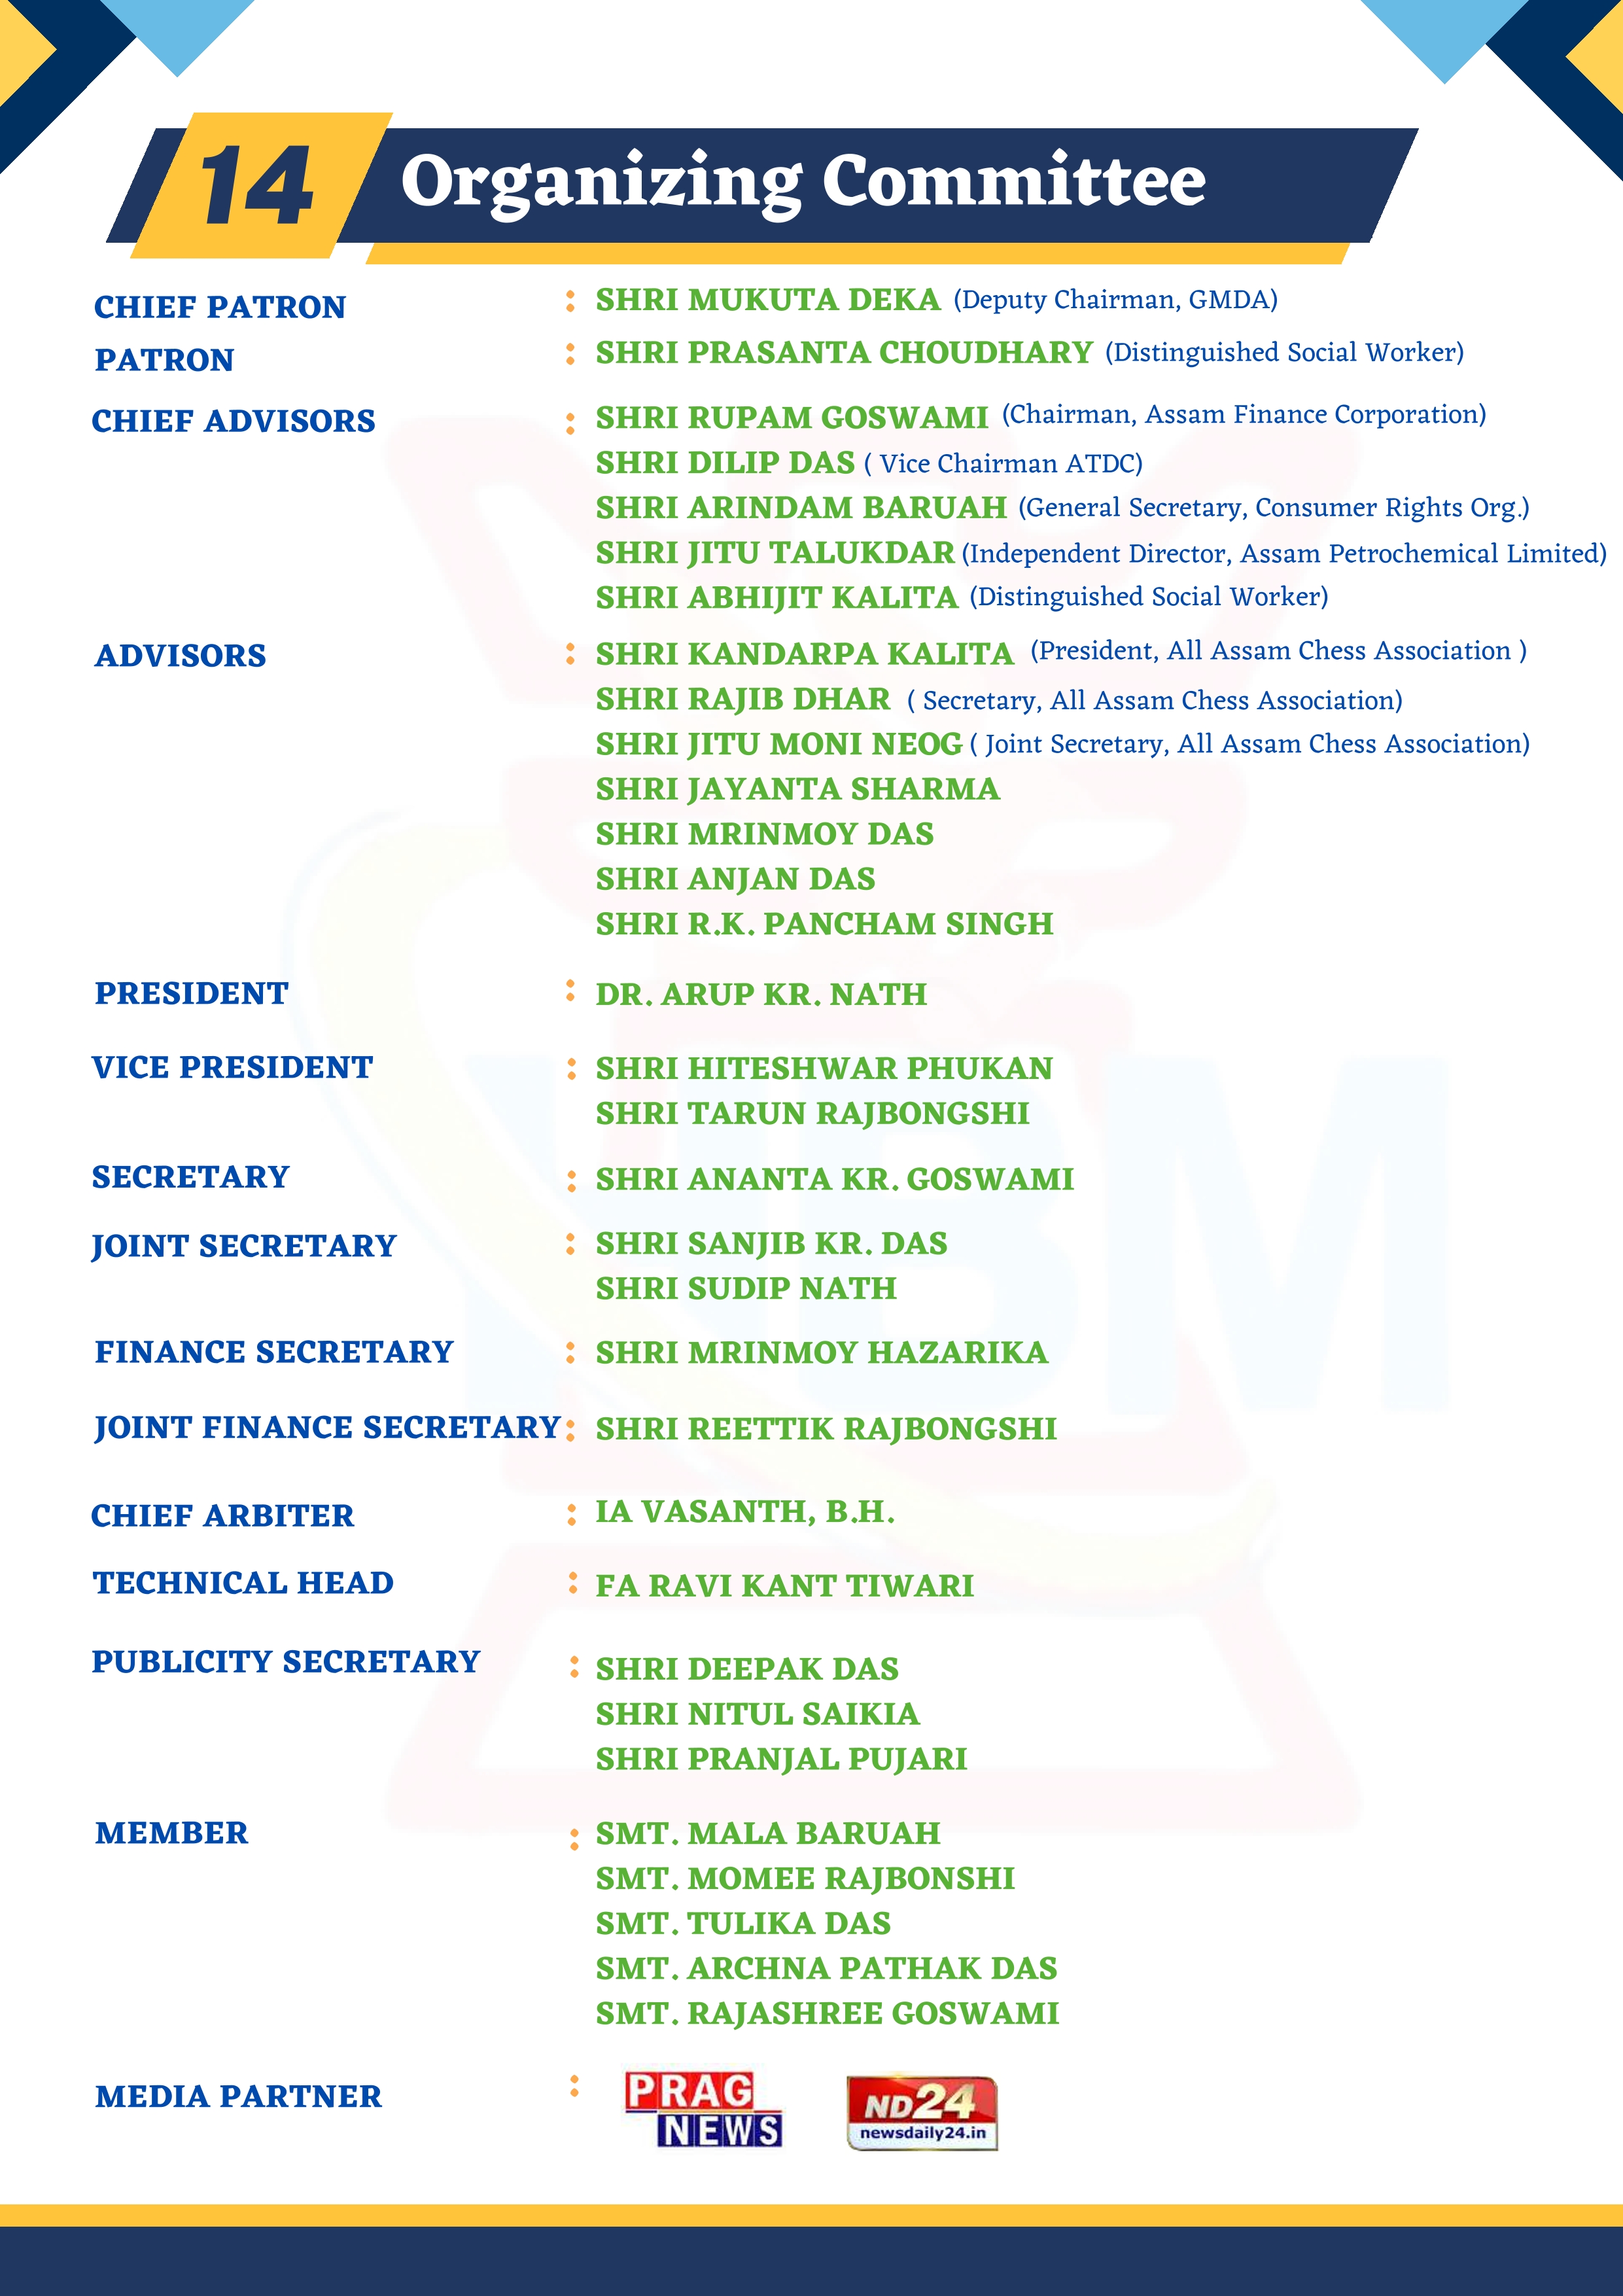 14 Organizing Committee
CHIEF PATRON : SHRI MUKUTA DEKA (Deputy Chairman, GMDA)
PATRON : SHRI PRASANTA CHOUDHARY (Distinguished Social Worker)
CHIEF ADVISORS : SHRI RUPAM GOSWAMI (Chairman, Assam Finance Corporation)
SHRI DILIP DAS ( Vice Chairman ATDC)
SHRI ARINDAM BARUAH (General Secretary, Consumer Rights Org.)
SHRI JITU TALUKDAR (Independent Director, Assam Petrochemical Limited)
SHRI ABHIJIT KALITA (Distinguished Social Worker)
ADVISORS : SHRI KANDARPA KALITA (President, All Assam Chess Association )
SHRI RAJIB DHAR ( Secretary, All Assam Chess Association)
SHRI JITU MONI NEOG ( Joint Secretary, All Assam Chess Association)
SHRI JAYANTA SHARMA
SHRI MRINMOY DAS
SHRI ANJAN DAS
SHRI R.K. PANCHAM SINGH
PRESIDENT : DR. ARUP KR. NATH
VICE PRESIDENT : SHRI HITESHWAR PHUKAN
SHRI TARUN RAJBONGSHI
SECRETARY : SHRI ANANTA KR. GOSWAMI
JOINT SECRETARY : SHRI SANJIB KR. DAS
SHRI SUDIP NATH
FINANCE SECRETARY : SHRI MRINMOY HAZARIKA
JOINT FINANCE SECRETARY : SHRI REETTIK RAJBONGSHI
CHIEF ARBITER : IA VASANTH, B.H.
TECHNICAL HEAD : FA RAVI KANT TIWARI
PUBLICITY SECRETARY : SHRI DEEPAK DAS
SHRI NITUL SAIKIA
SHRI PRANJAL PUJARI
MEMBER : SMT. MALA BARUAH
SMT. MOMEE RAJBONSHI
SMT. TULIKA DAS
SMT. ARCHNA PATHAK DAS
SMT. RAJASHREE GOSWAMI
MEDIA PARTNER :
PRAG
NEWS
ND24
newsdaily24.in